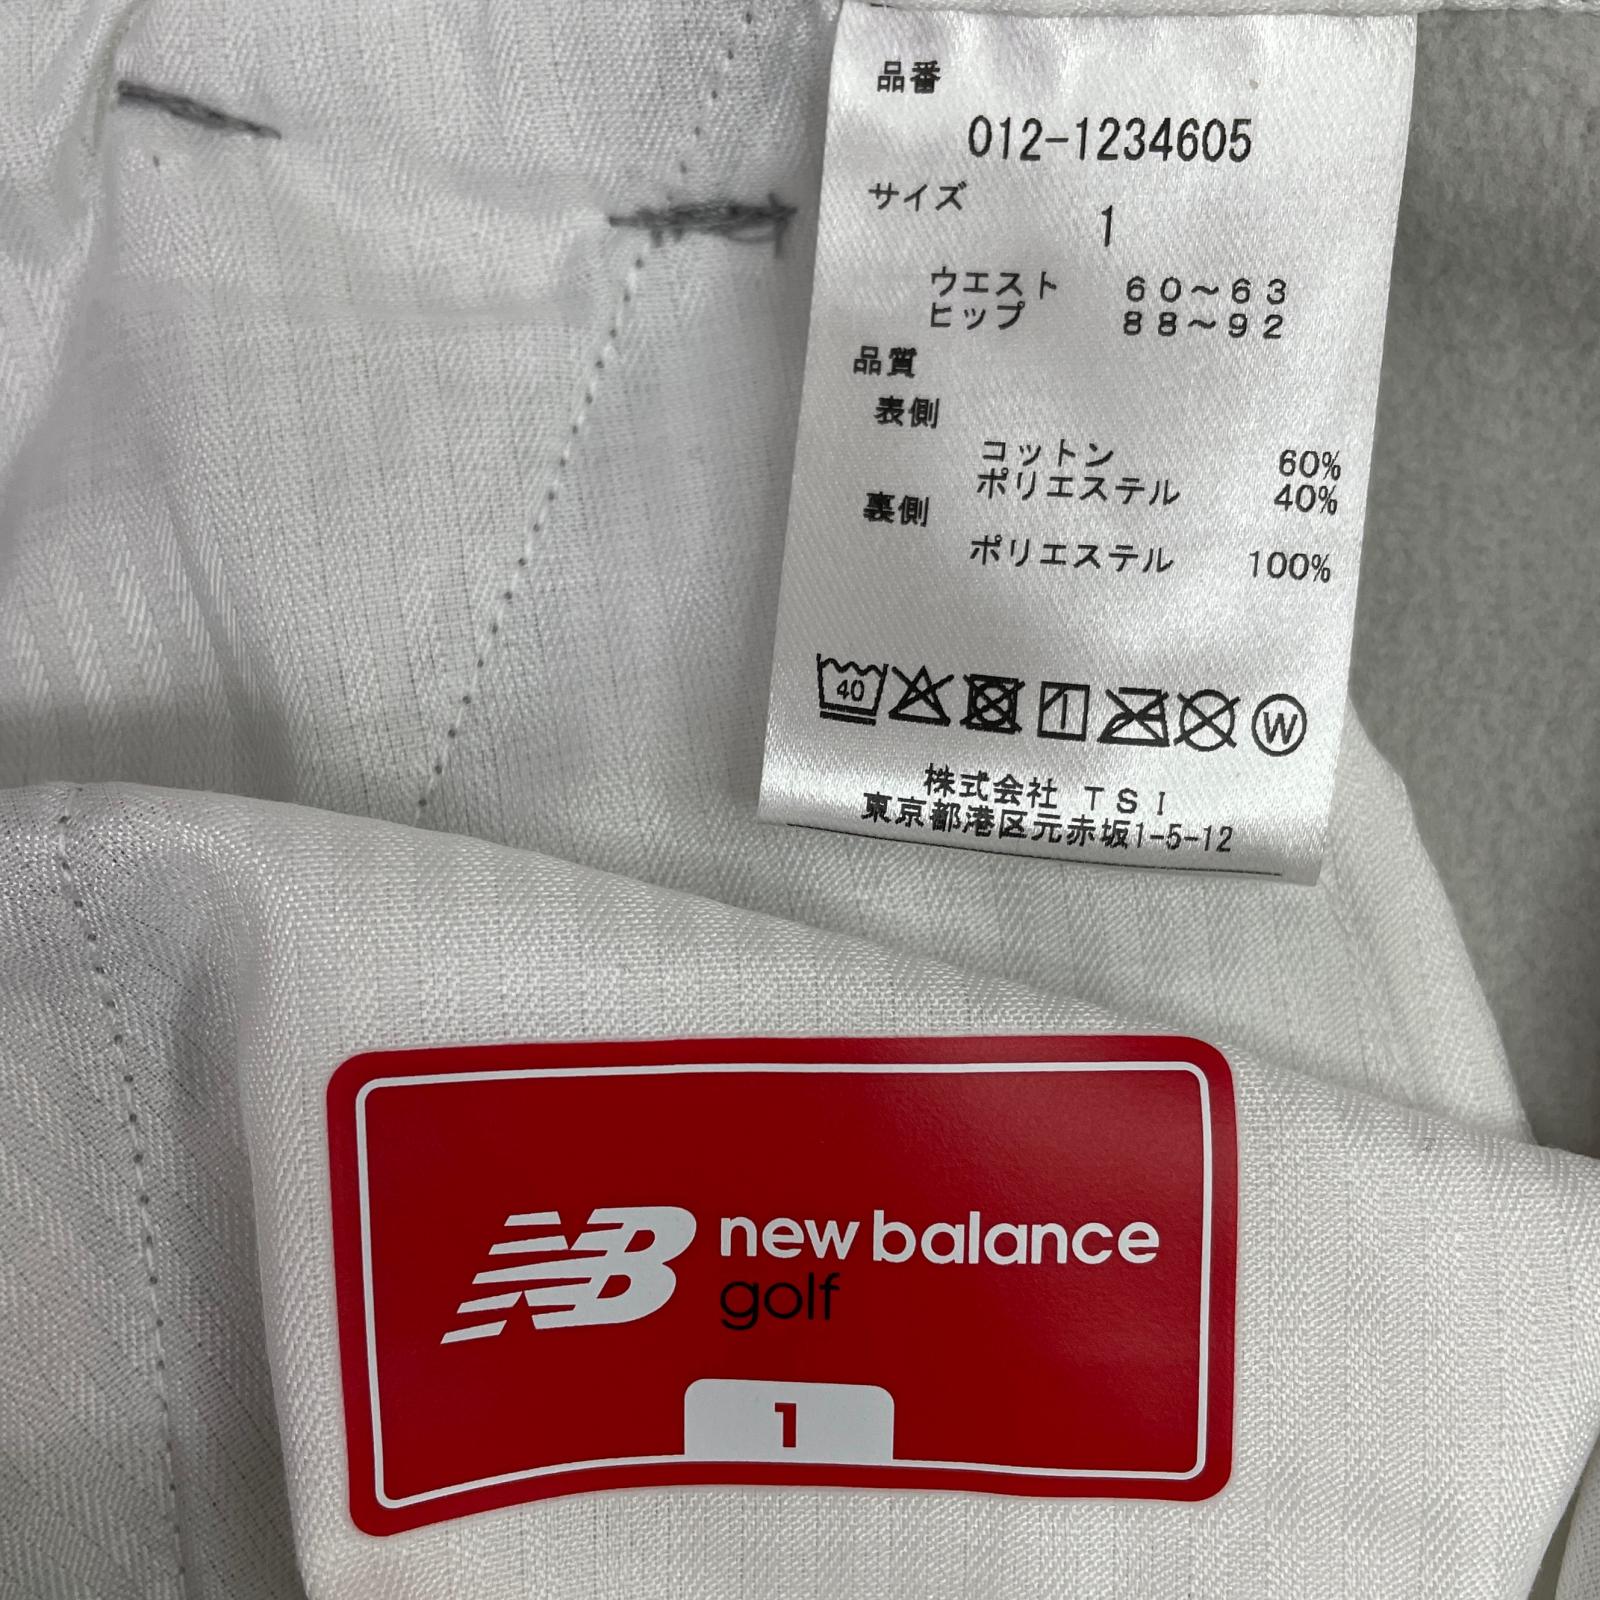 品番
012-1234605
サイズ
1
ウエスト 60～63
ヒップ 88～92
品質
表側
コットン 60%
ポリエステル 40%
裏側
ポリエステル 100%
40 W
株式会社 TSI
東京都港区元赤坂1-5-12
NB new balance
golf
1